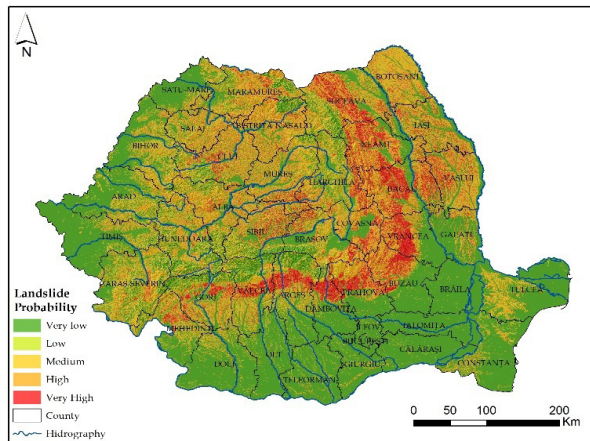 N
BOTOSANI
SATU-MARE
MARAMURES
SUCEAVA
IASI
SALAJ
BISTRITA NASAUD
NEAMT
BIHOR
CLUJ
MURES
HARGHITA
BACAU
VASLUI
ARAD
ALBA
COVASNA
SIBIU
BRASOV
VRANCEA
GALATI
TIMIS
HUNEDOARA
CARAS-SEVERIN
GORJ
VALCEA
ARGES
PRAHOVA
BUZAU
BRAILA
TULCEA
DAMBOVITA
MEHEDINTI
ILFOV
IALOMITA
BUCURESTI
CĂLĂRAȘI
OLT
DOLJ
GIURGIU
CONSTANTA
TELEORMAN
Landslide
Probability
Very low
Low
Medium
High
Very High
County
Hidrography
0 50 100 200
Km